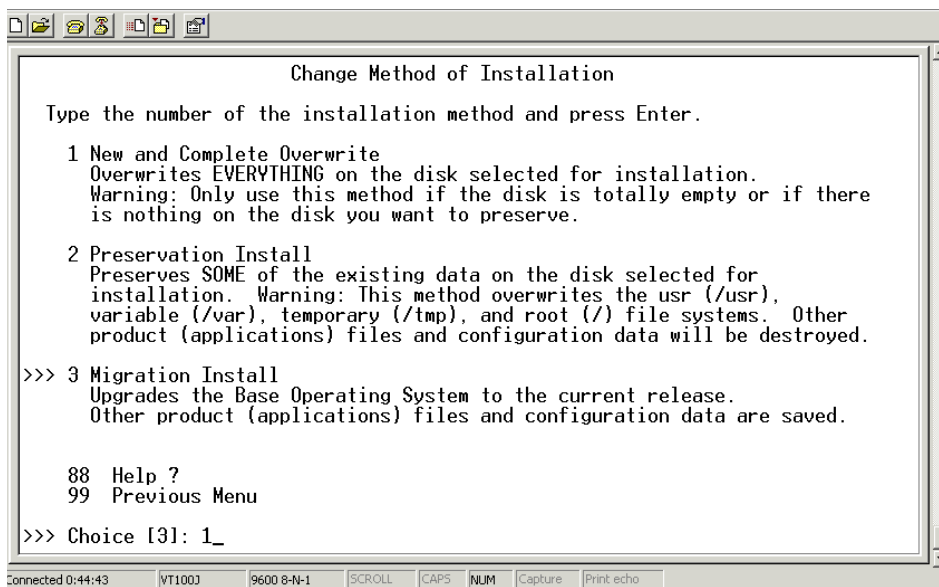 Change Method of Installation
Type the number of the installation method and press Enter.
1 New and Complete Overwrite
Overwrites EVERYTHING on the disk selected for installation.
Warning: Only use this method if the disk is totally empty or if there
is nothing on the disk you want to preserve.
2 Preservation Install
Preserves SOME of the existing data on the disk selected for
installation.  Warning: This method overwrites the usr (/usr),
variable (/var), temporary (/tmp), and root (/) file systems.  Other
product (applications) files and configuration data will be destroyed.
>>> 3 Migration Install
Upgrades the Base Operating System to the current release.
Other product (applications) files and configuration data are saved.
88  Help ?
99  Previous Menu
>>> Choice [3]: 1_
Connected 0:44:43 VT100J 9600 8-N-1 SCROLL CAPS NUM Capture Print echo